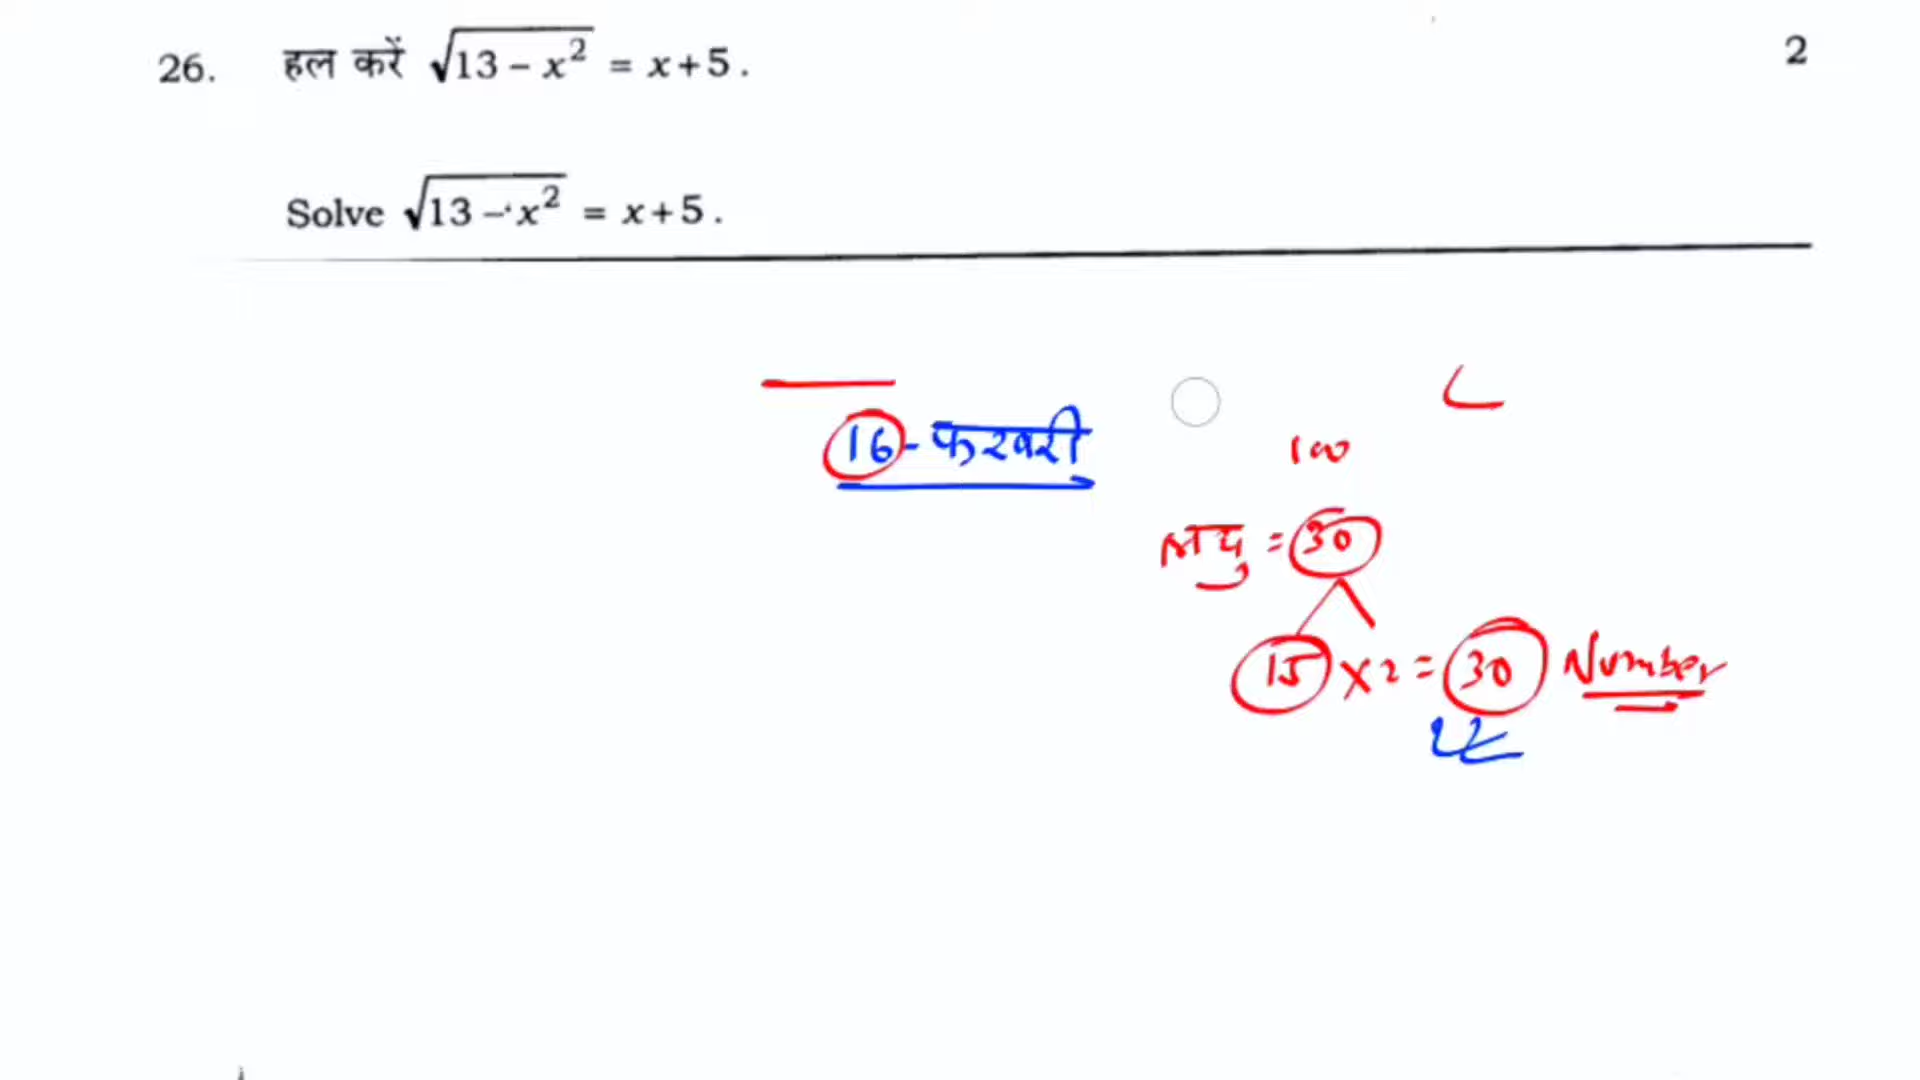 26. हल करें √13 – x² = x + 5 . 2
Solve √13 – x² = x + 5 .
16 - फरवरी
100
लघु = 30
15 × 2 = 30 Number